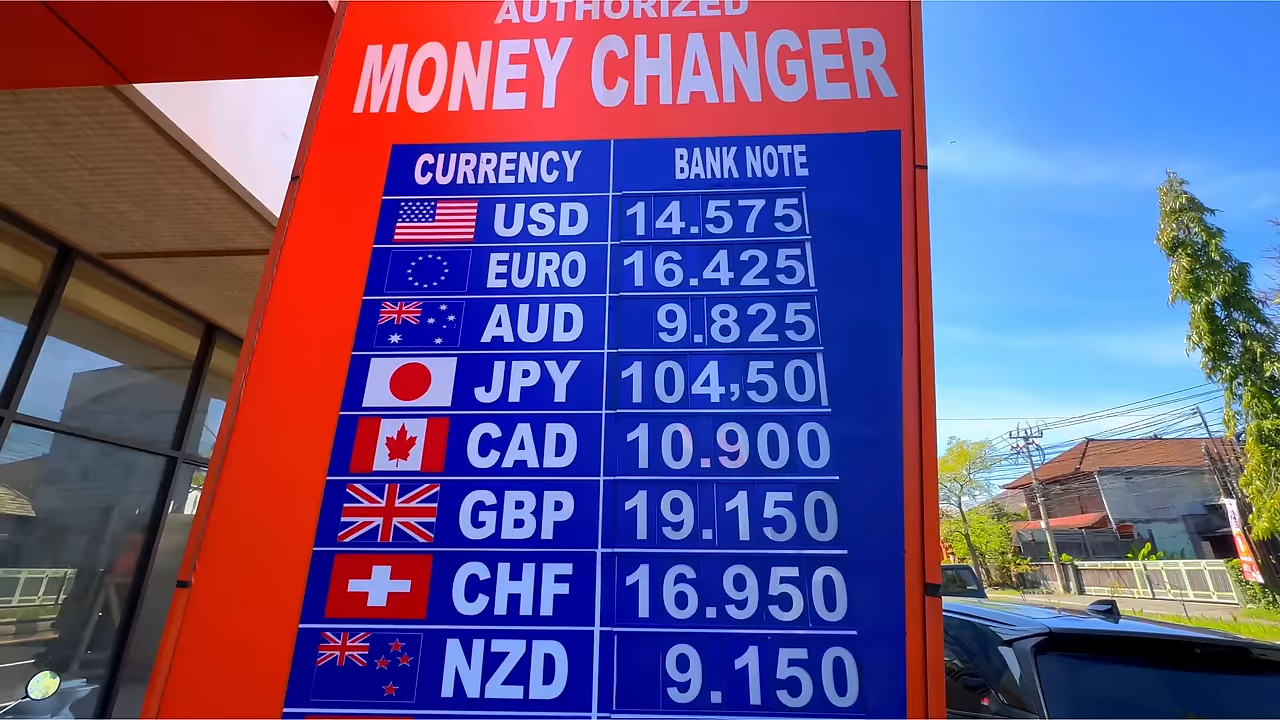 AUTHORIZED
MONEY CHANGER
CURRENCY BANK NOTE
USD 14.575
EURO 16.425
AUD 9.825
JPY 104,50
CAD 10.900
GBP 19.150
CHF 16.950
NZD 9.150